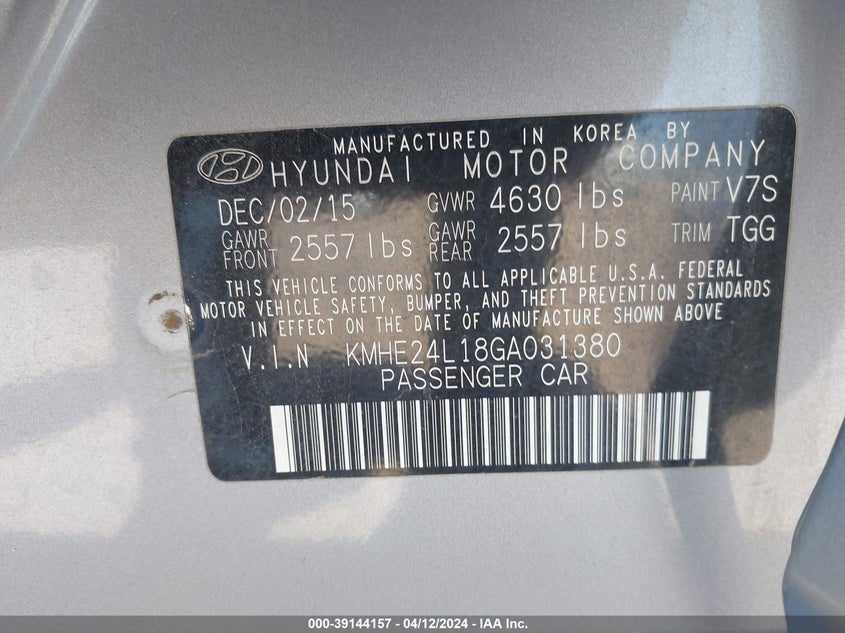 MANUFACTURED IN KOREA BY
HYUNDAI MOTOR COMPANY
DEC/02/15 GVWR 4630 lbs PAINT V7S
GAWR FRONT 2557 lbs GAWR REAR 2557 lbs TRIM TGG
THIS VEHICLE CONFORMS TO ALL APPLICABLE U.S.A. FEDERAL
MOTOR VEHICLE SAFETY, BUMPER, AND THEFT PREVENTION STANDARDS
IN EFFECT ON THE DATE OF MANUFACTURE SHOWN ABOVE
V.I.N KMHE24L18GA031380
PASSENGER CAR
000-39144157 - 04/12/2024 - IAA Inc.